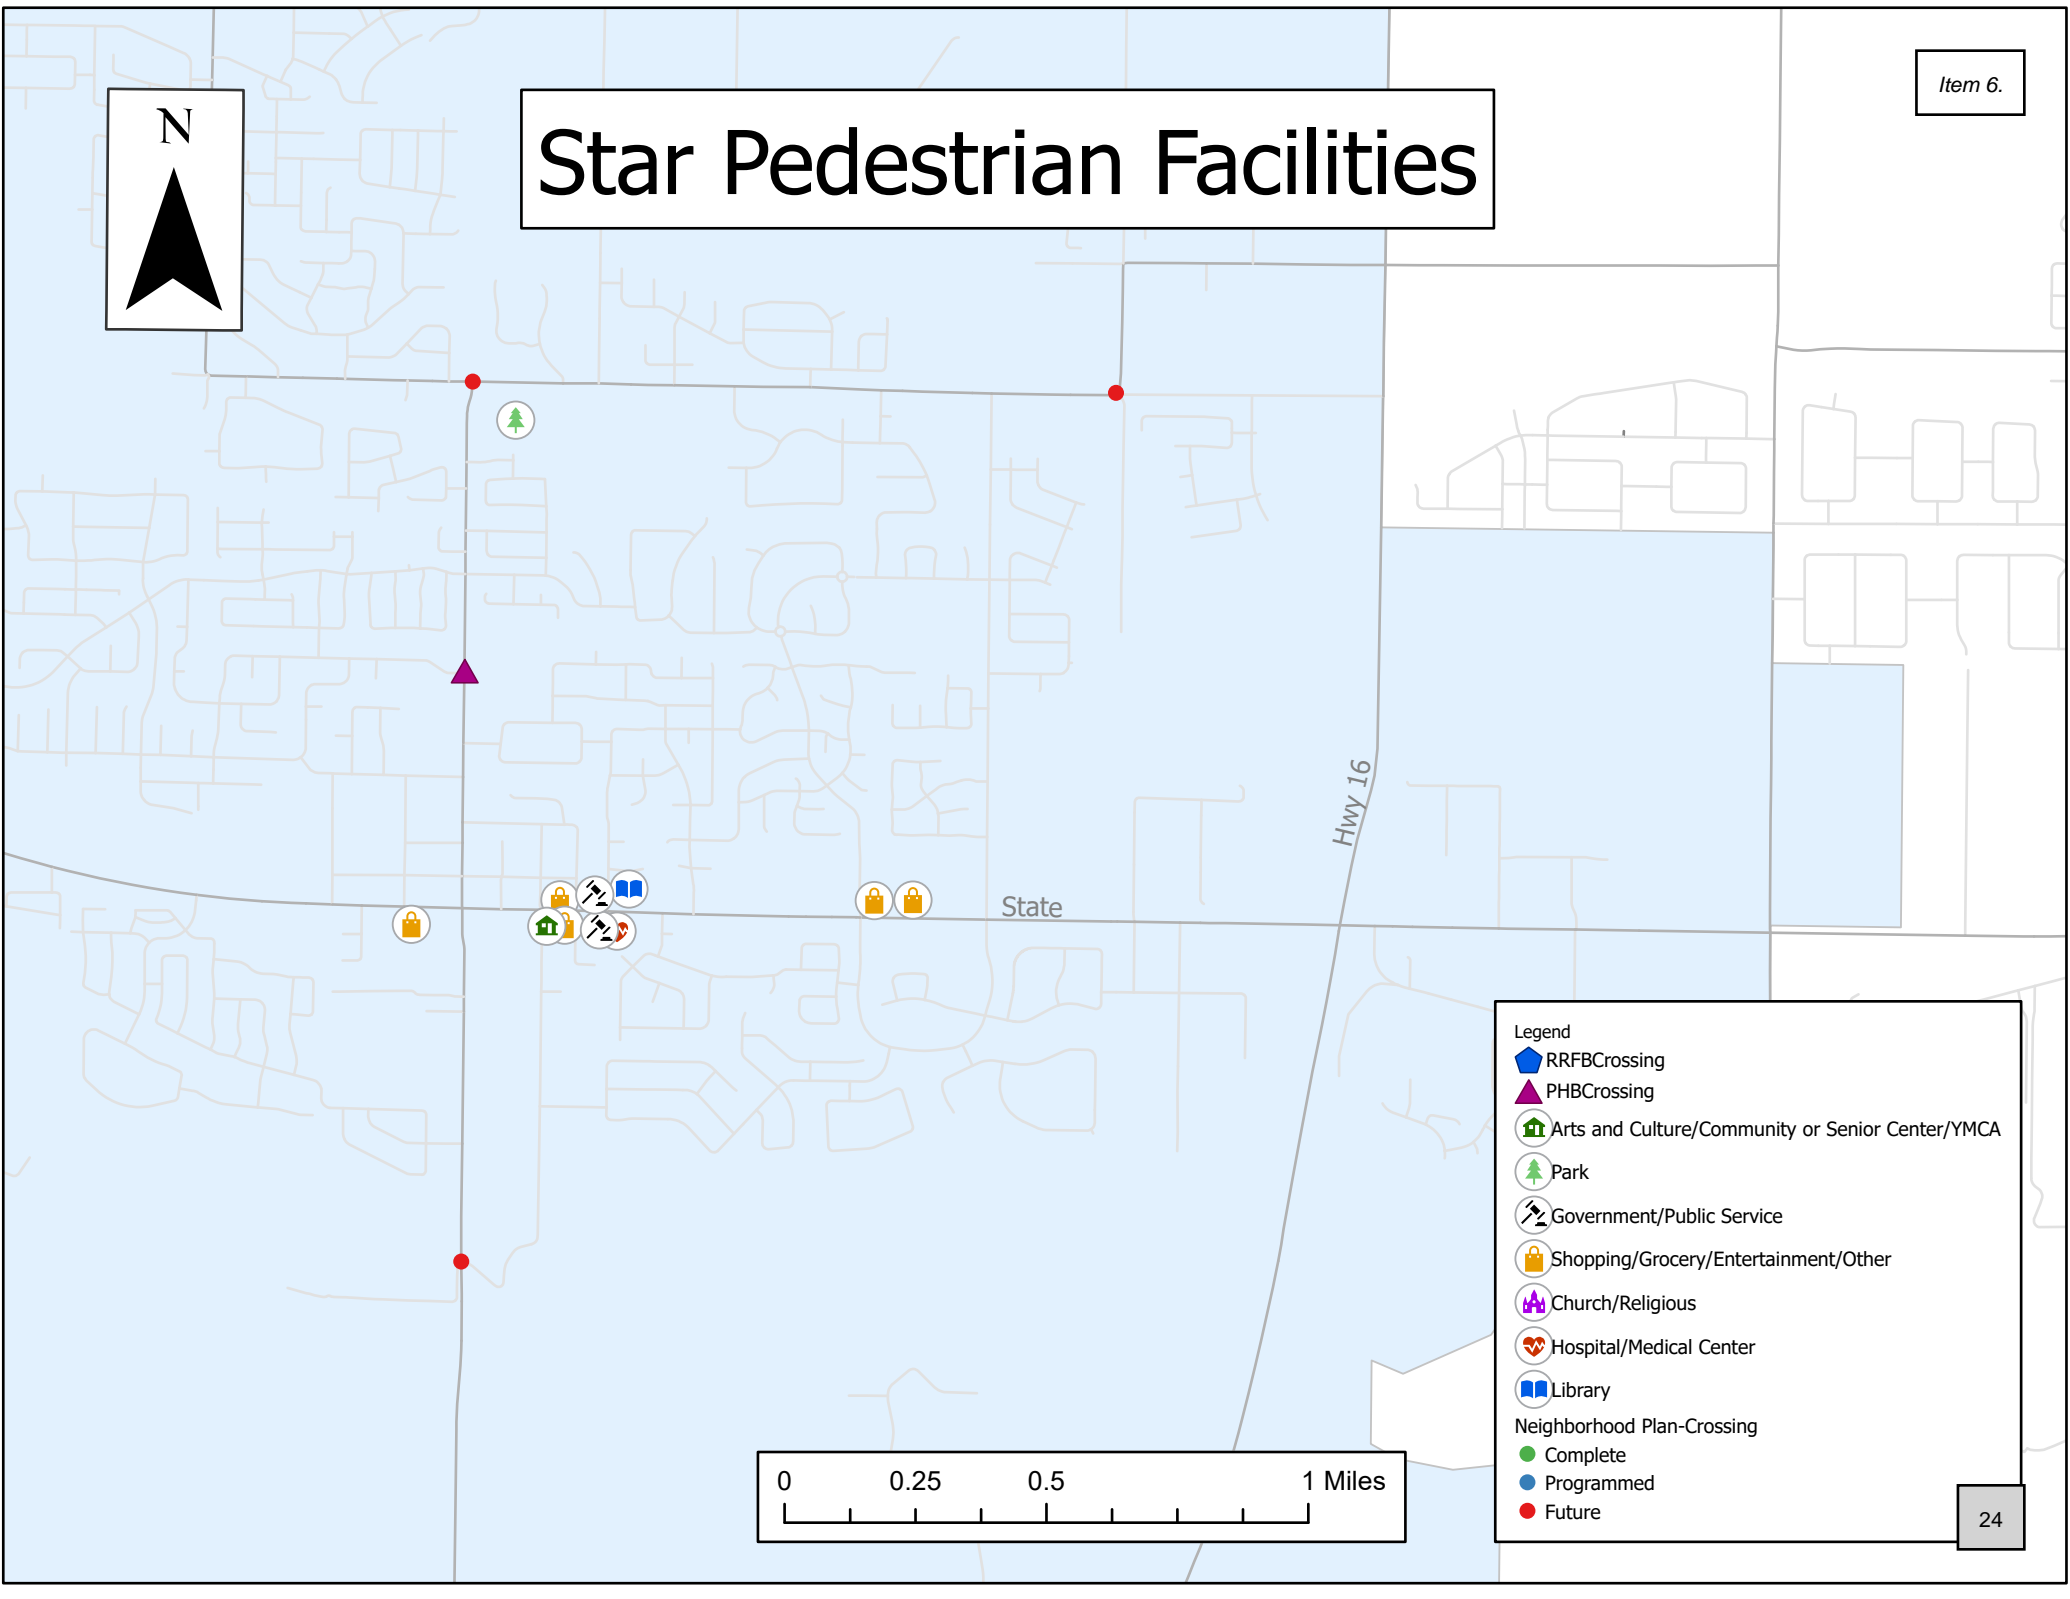 Item 6.
N
Star Pedestrian Facilities
Hwy 16
State
Legend
RRFBCrossing
PHBCrossing
Arts and Culture/Community or Senior Center/YMCA
Park
Government/Public Service
Shopping/Grocery/Entertainment/Other
Church/Religious
Hospital/Medical Center
Library
Neighborhood Plan-Crossing
Complete
Programmed
Future
0 0.25 0.5 1 Miles
24